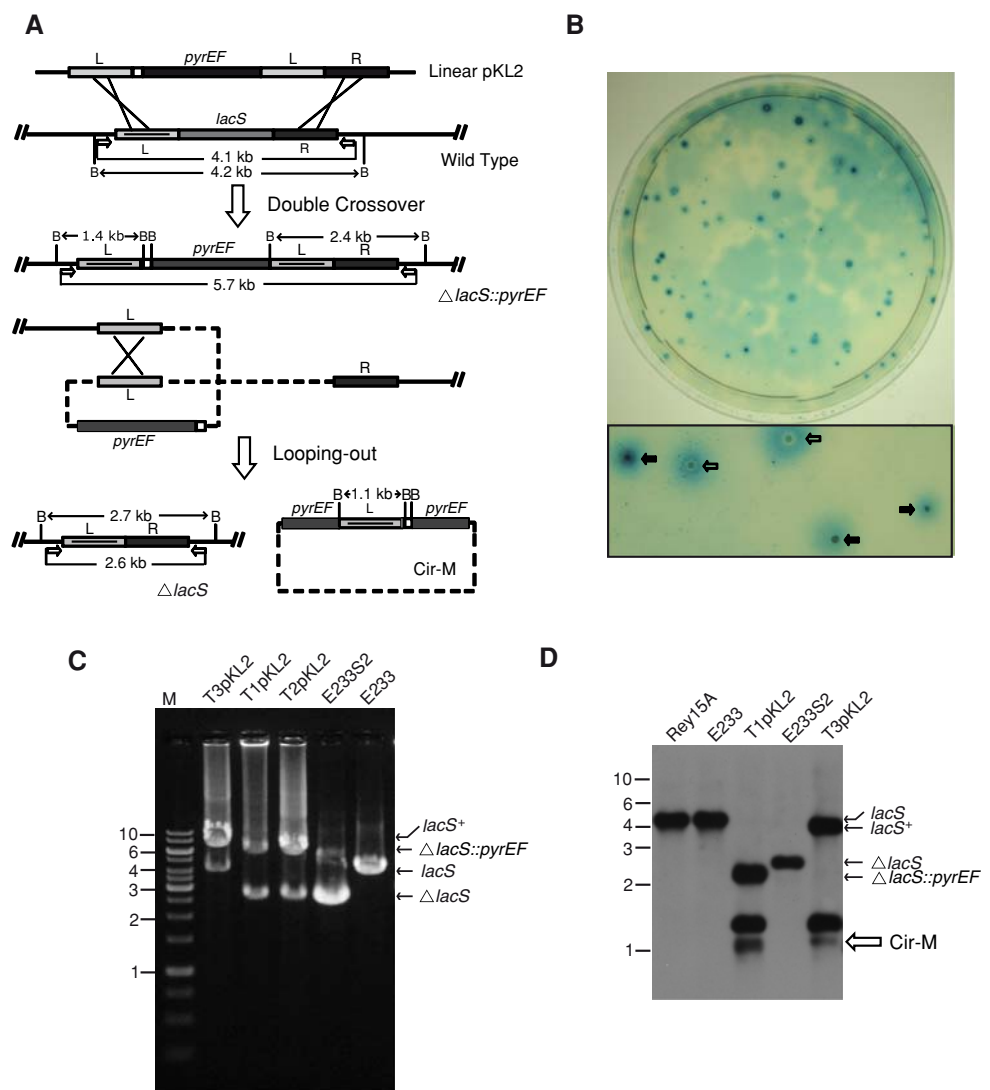 A
L
pyrEF
L
R
Linear pKL2
lacS
L
R
Wild Type
4.1 kb
B
4.2 kb
B
Double Crossover
B
1.4 kb
BB
B
2.4 kb
B
L
pyrEF
L
R
5.7 kb
△lacS::pyrEF
L
R
L
pyrEF
Looping-out
B
2.7 kb
B
L
R
2.6 kb
△lacS
B
1.1 kb
BB
pyrEF
L
pyrEF
Cir-M
B
C
M
T3pKL2
T1pKL2
T2pKL2
E233S2
E233
10
6
4
3
2
1
lacS+
△lacS::pyrEF
lacS
△lacS
D
Rey15A
E233
T1pKL2
E233S2
T3pKL2
10
6
4
3
2
1
lacS
lacS+
△lacS
△lacS::pyrEF
Cir-M